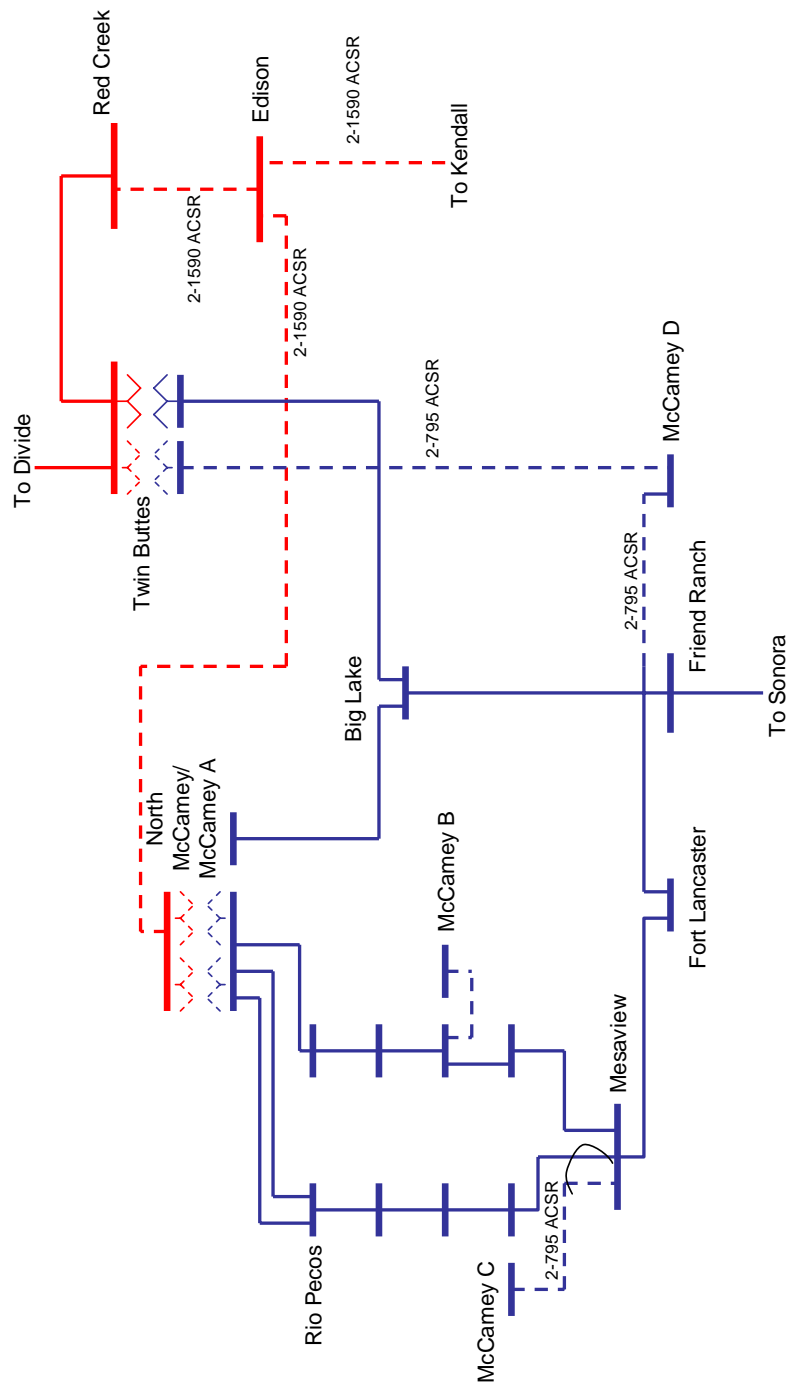 To Divide
Red Creek
Twin Buttes
2-1590 ACSR
Edison
2-1590 ACSR
2-1590 ACSR
To Kendall
North
McCamey/
McCamey A
Big Lake
2-795 ACSR
McCamey B
Rio Pecos
McCamey C
2-795 ACSR
Mesaview
Fort Lancaster
2-795 ACSR
Friend Ranch
McCamey D
To Sonora